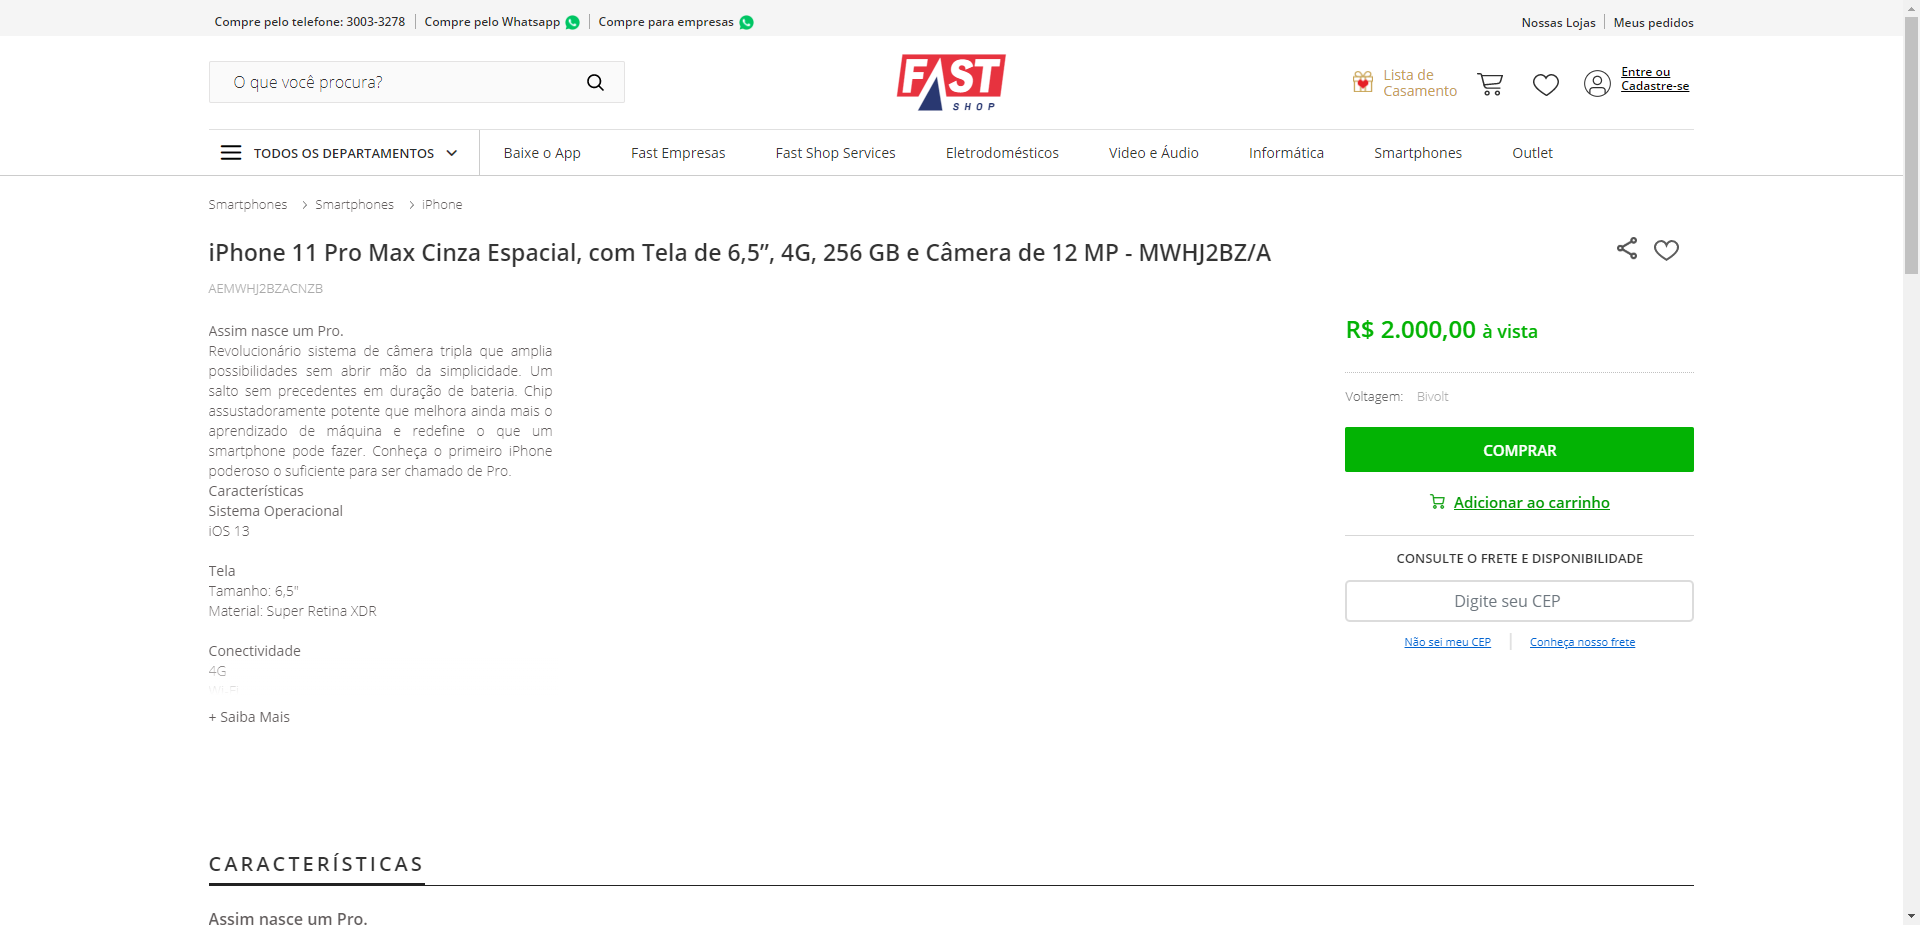 Compre pelo telefone: 3003-3278
Compre pelo Whatsapp
Compre para empresas
Nossas Lojas
Meus pedidos
O que você procura?
FAST
SHOP
Lista de
Casamento
Entre ou
Cadastre-se
TODOS OS DEPARTAMENTOS
Baixe o App
Fast Empresas
Fast Shop Services
Eletrodomésticos
Video e Áudio
Informática
Smartphones
Outlet
Smartphones
Smartphones
iPhone
iPhone 11 Pro Max Cinza Espacial, com Tela de 6,5”, 4G, 256 GB e Câmera de 12 MP - MWHJ2BZ/A
AEMWHJ2BZACNZB
Assim nasce um Pro.
Revolucionário sistema de câmera tripla que amplia
possibilidades sem abrir mão da simplicidade. Um
salto sem precedentes em duração de bateria. Chip
assustadoramente potente que melhora ainda mais o
aprendizado de máquina e redefine o que um
smartphone pode fazer. Conheça o primeiro iPhone
poderoso o suficiente para ser chamado de Pro.
Características
Sistema Operacional
iOS 13
Tela
Tamanho: 6,5"
Material: Super Retina XDR
Conectividade
4G
Wi-Fi
+ Saiba Mais
R$ 2.000,00 à vista
Voltagem: Bivolt
COMPRAR
Adicionar ao carrinho
CONSULTE O FRETE E DISPONIBILIDADE
Digite seu CEP
Não sei meu CEP
Conheça nosso frete
CARACTERÍSTICAS
Assim nasce um Pro.